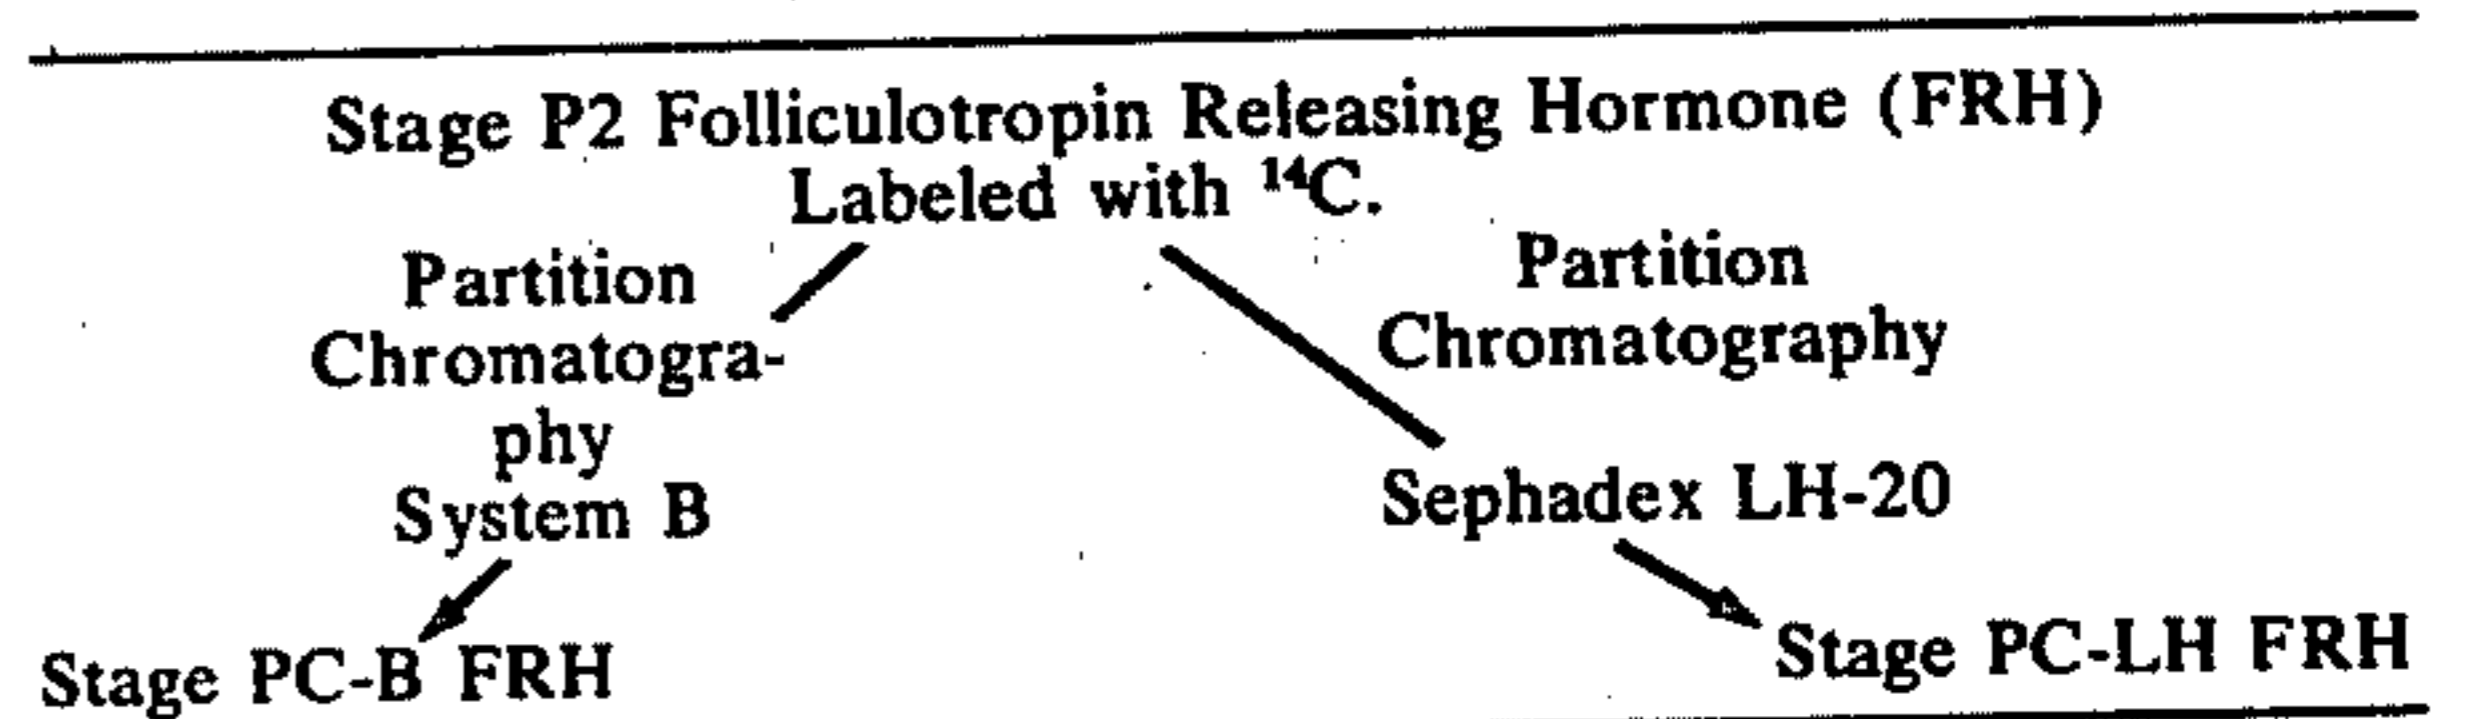 Stage P2 Folliculotropin Releasing Hormone (FRH)
Labeled with ¹⁴C.
Partition
Chromatogra-
phy
System B
Stage PC-B FRH
Partition
Chromatography
Sephadex LH-20
Stage PC-LH FRH